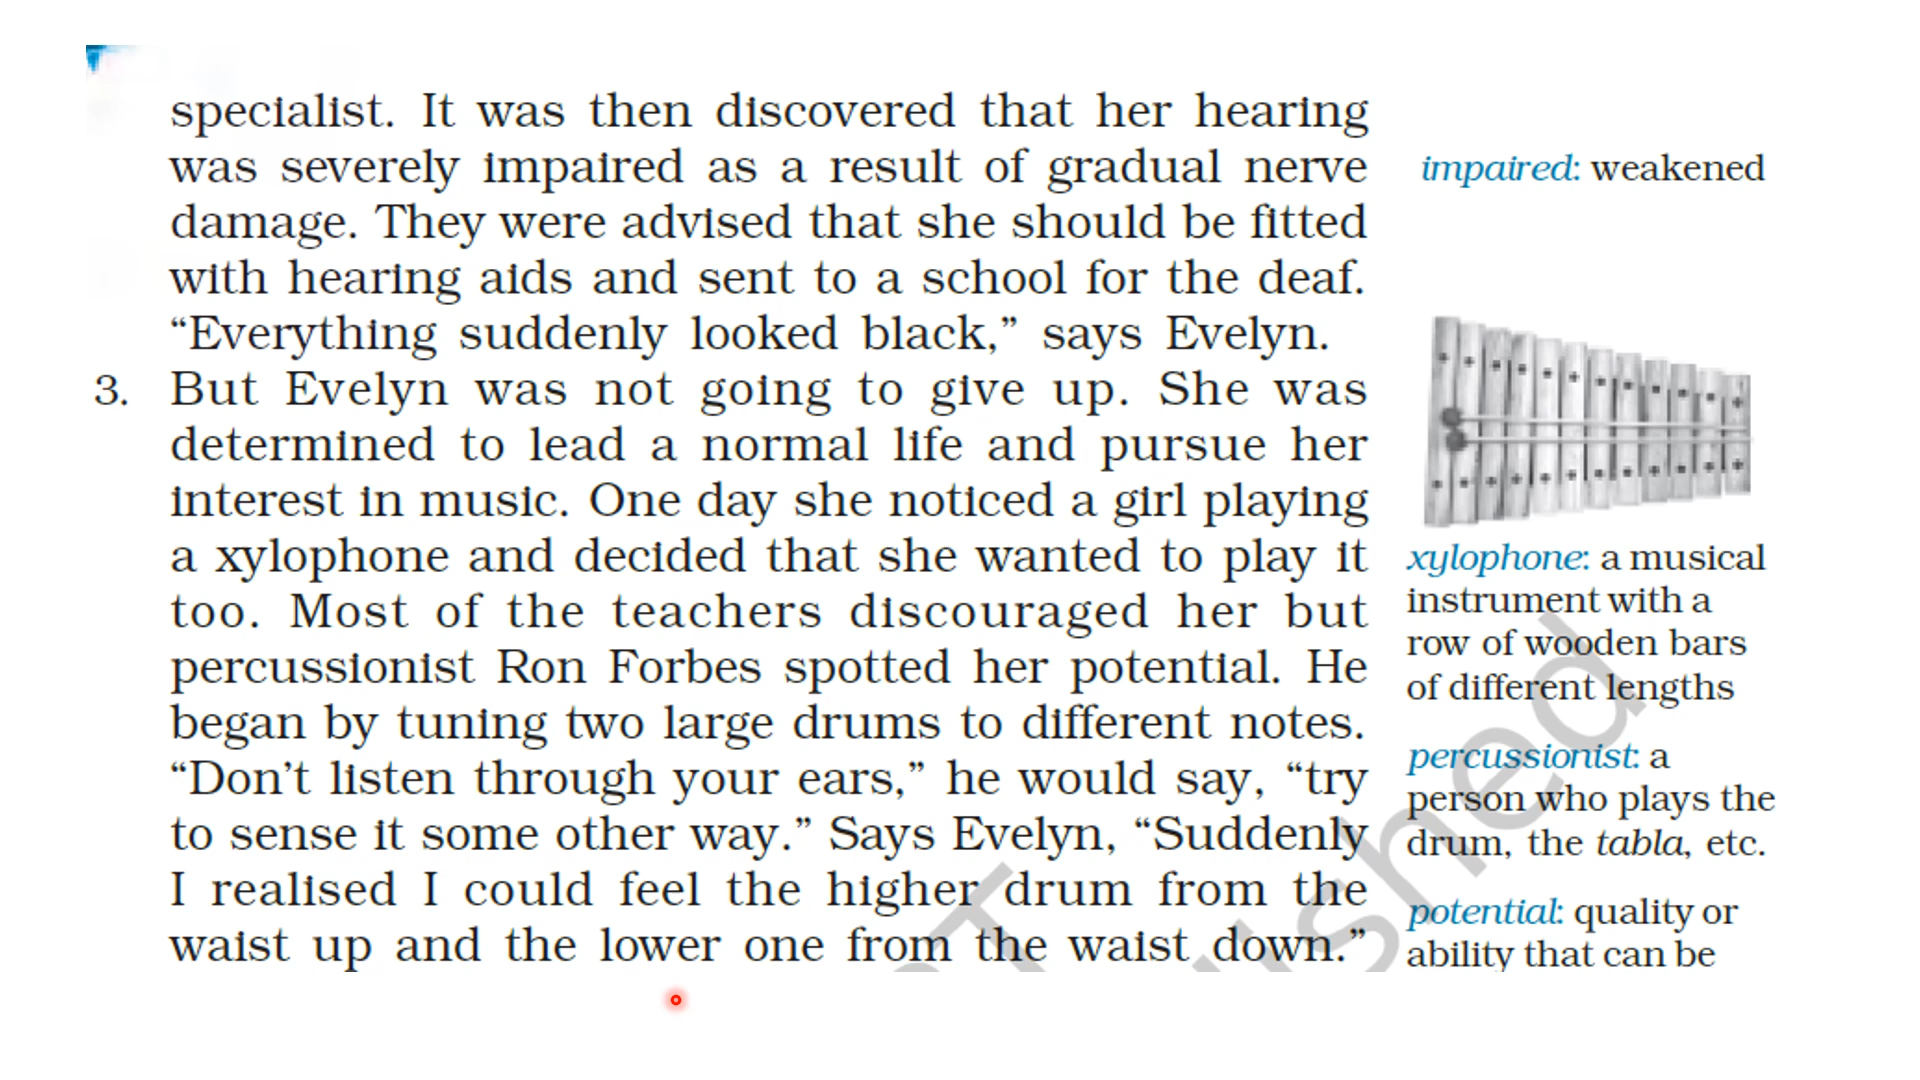 specialist. It was then discovered that her hearing
was severely impaired as a result of gradual nerve
damage. They were advised that she should be fitted
with hearing aids and sent to a school for the deaf.
“Everything suddenly looked black,” says Evelyn.
3. But Evelyn was not going to give up. She was
determined to lead a normal life and pursue her
interest in music. One day she noticed a girl playing
a xylophone and decided that she wanted to play it
too. Most of the teachers discouraged her but
percussionist Ron Forbes spotted her potential. He
began by tuning two large drums to different notes.
“Don’t listen through your ears,” he would say, “try
to sense it some other way.” Says Evelyn, “Suddenly
I realised I could feel the higher drum from the
waist up and the lower one from the waist down.”
impaired: weakened
xylophone: a musical
instrument with a
row of wooden bars
of different lengths
percussionist: a
person who plays the
drum, the tabla, etc.
potential: quality or
ability that can be